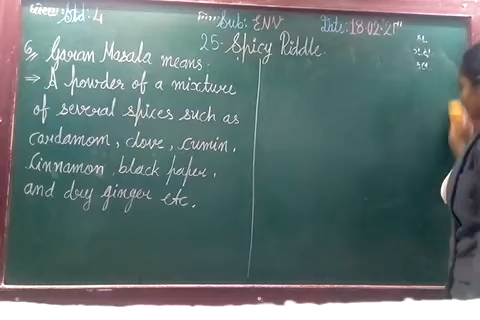 Std: 4
Sub: ENV
Date: 18-02-'21
25- Spicy Riddle.
6, Garam Masala means.
⇒ A powder of a mixture
of several spices such as
cardamom, clove, cumin,
Cinnamon, black paper,
and dry ginger etc.